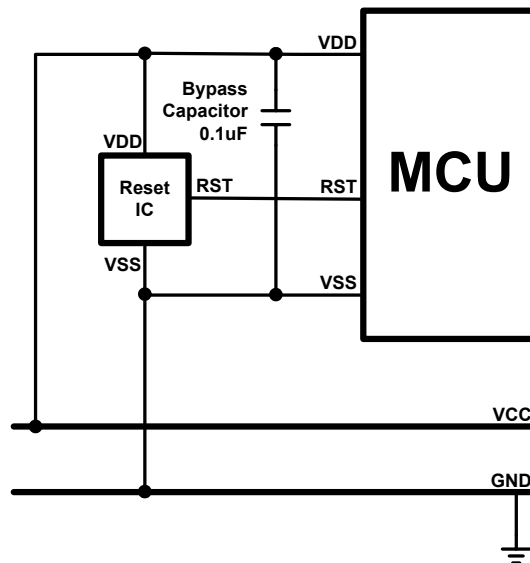 VDD
Bypass
Capacitor
0.1uF
VDD
Reset
IC
RST
RST
MCU
VSS
VSS
VCC
GND